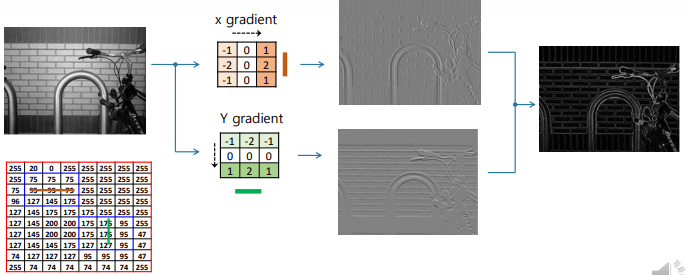 x gradient
-1 0 1
-2 0 2
-1 0 1
Y gradient
-1 -2 -1
0 0 0
1 2 1
255 20 0 255 255 255 255 255
255 75 75 75 255 255 255 255
75 95 95 75 255 255 255 255
96 127 145 175 255 255 255 255
127 145 175 175 175 255 255 255
127 145 200 200 175 175 95 255
127 145 200 200 175 175 95 47
127 145 145 175 127 127 95 47
74 127 127 127 95 95 95 47
255 74 74 74 74 74 74 255